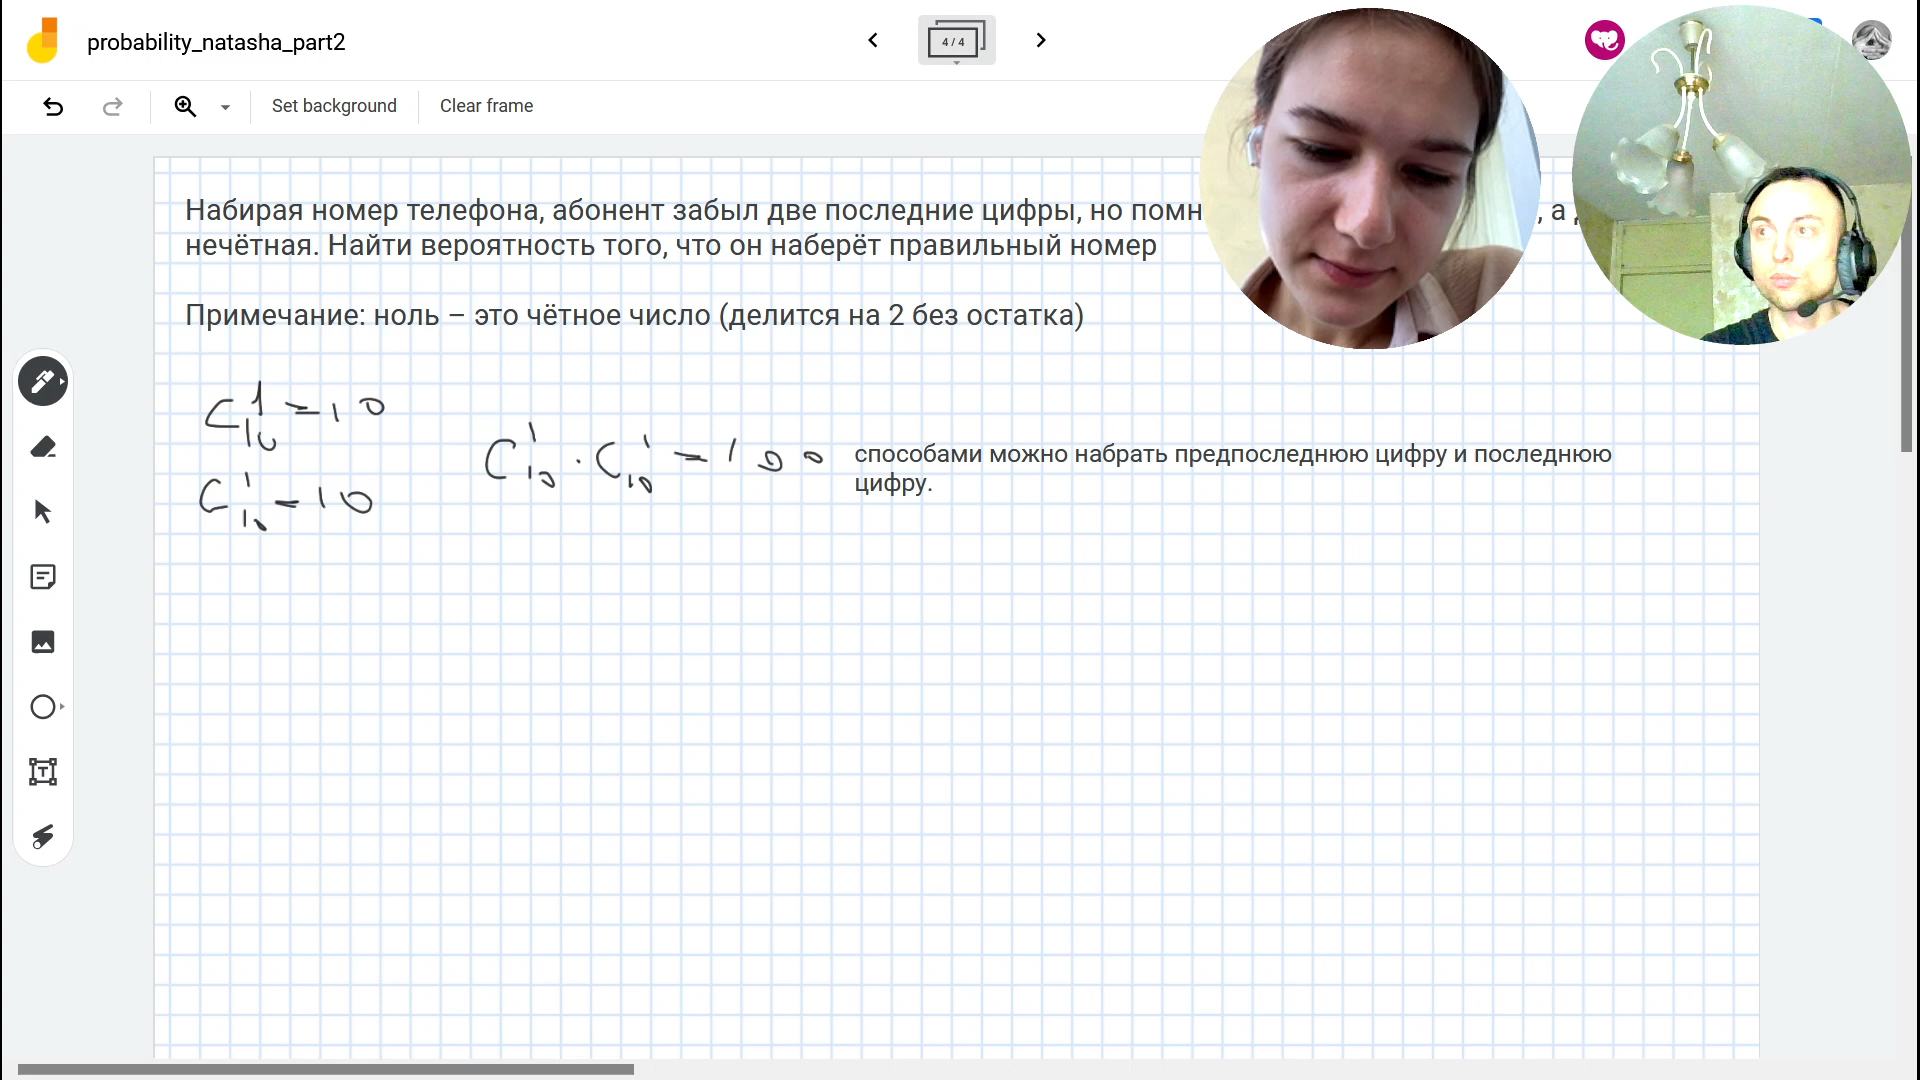 probability_natasha_part2
4 / 4
Set background
Clear frame
Набирая номер телефона, абонент забыл две последние цифры, но , а
нечётная. Найти вероятность того, что он наберёт правильный номер
Примечание: ноль – это чётное число (делится на 2 без остатка)
C¹₁₀ = 10
C¹₁₀ = 10
C¹₁₀ · C¹₁₀ = 100
способами можно набрать предпоследнюю цифру и последнюю
цифру.